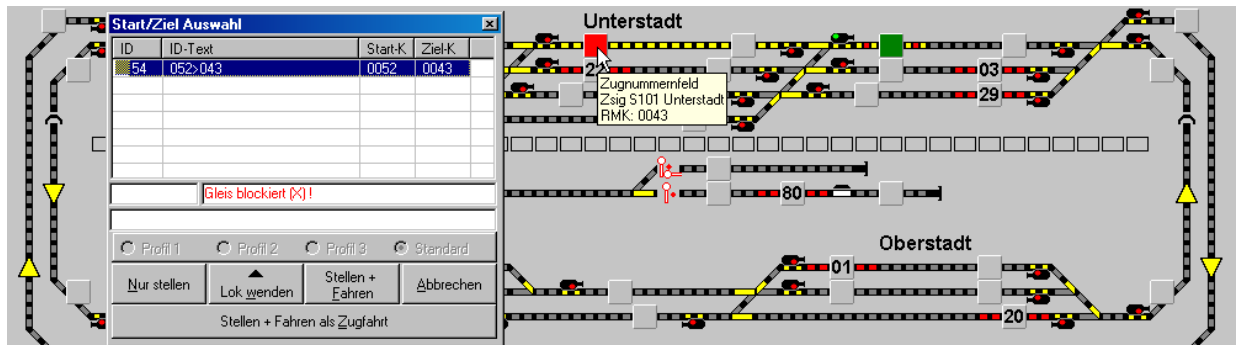 Start/Ziel Auswahl
ID ID-Text Start-K Ziel-K
54 052>043 0052 0043
Gleis blockiert (X) !
Profil 1 Profil 2 Profil 3 Standard
Nur stellen
Lok wenden
Stellen +
Fahren
Abbrechen
Stellen + Fahren als Zugfahrt
Unterstadt
Zugnummernfeld
Zsig S101 Unterstadt
RMK: 0043
03
29
80
Oberstadt
01
20